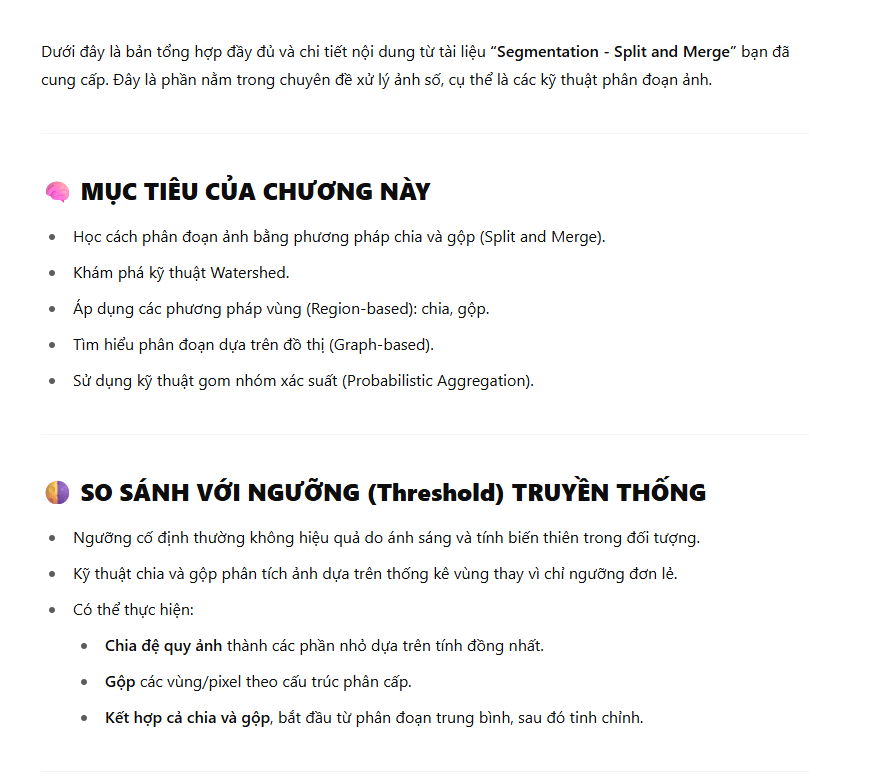 Dưới đây là bản tổng hợp đầy đủ và chi tiết nội dung từ tài liệu “Segmentation - Split and Merge” bạn đã
cung cấp. Đây là phần nằm trong chuyên đề xử lý ảnh số, cụ thể là các kỹ thuật phân đoạn ảnh.
MỤC TIÊU CỦA CHƯƠNG NÀY
Học cách phân đoạn ảnh bằng phương pháp chia và gộp (Split and Merge).
Khám phá kỹ thuật Watershed.
Áp dụng các phương pháp vùng (Region-based): chia, gộp.
Tìm hiểu phân đoạn dựa trên đồ thị (Graph-based).
Sử dụng kỹ thuật gom nhóm xác suất (Probabilistic Aggregation).
SO SÁNH VỚI NGƯỠNG (Threshold) TRUYỀN THỐNG
Ngưỡng cố định thường không hiệu quả do ánh sáng và tính biến thiên trong đối tượng.
Kỹ thuật chia và gộp phân tích ảnh dựa trên thống kê vùng thay vì chỉ ngưỡng đơn lẻ.
Có thể thực hiện:
Chia đệ quy ảnh thành các phần nhỏ dựa trên tính đồng nhất.
Gộp các vùng/pixel theo cấu trúc phân cấp.
Kết hợp cả chia và gộp, bắt đầu từ phân đoạn trung bình, sau đó tinh chỉnh.